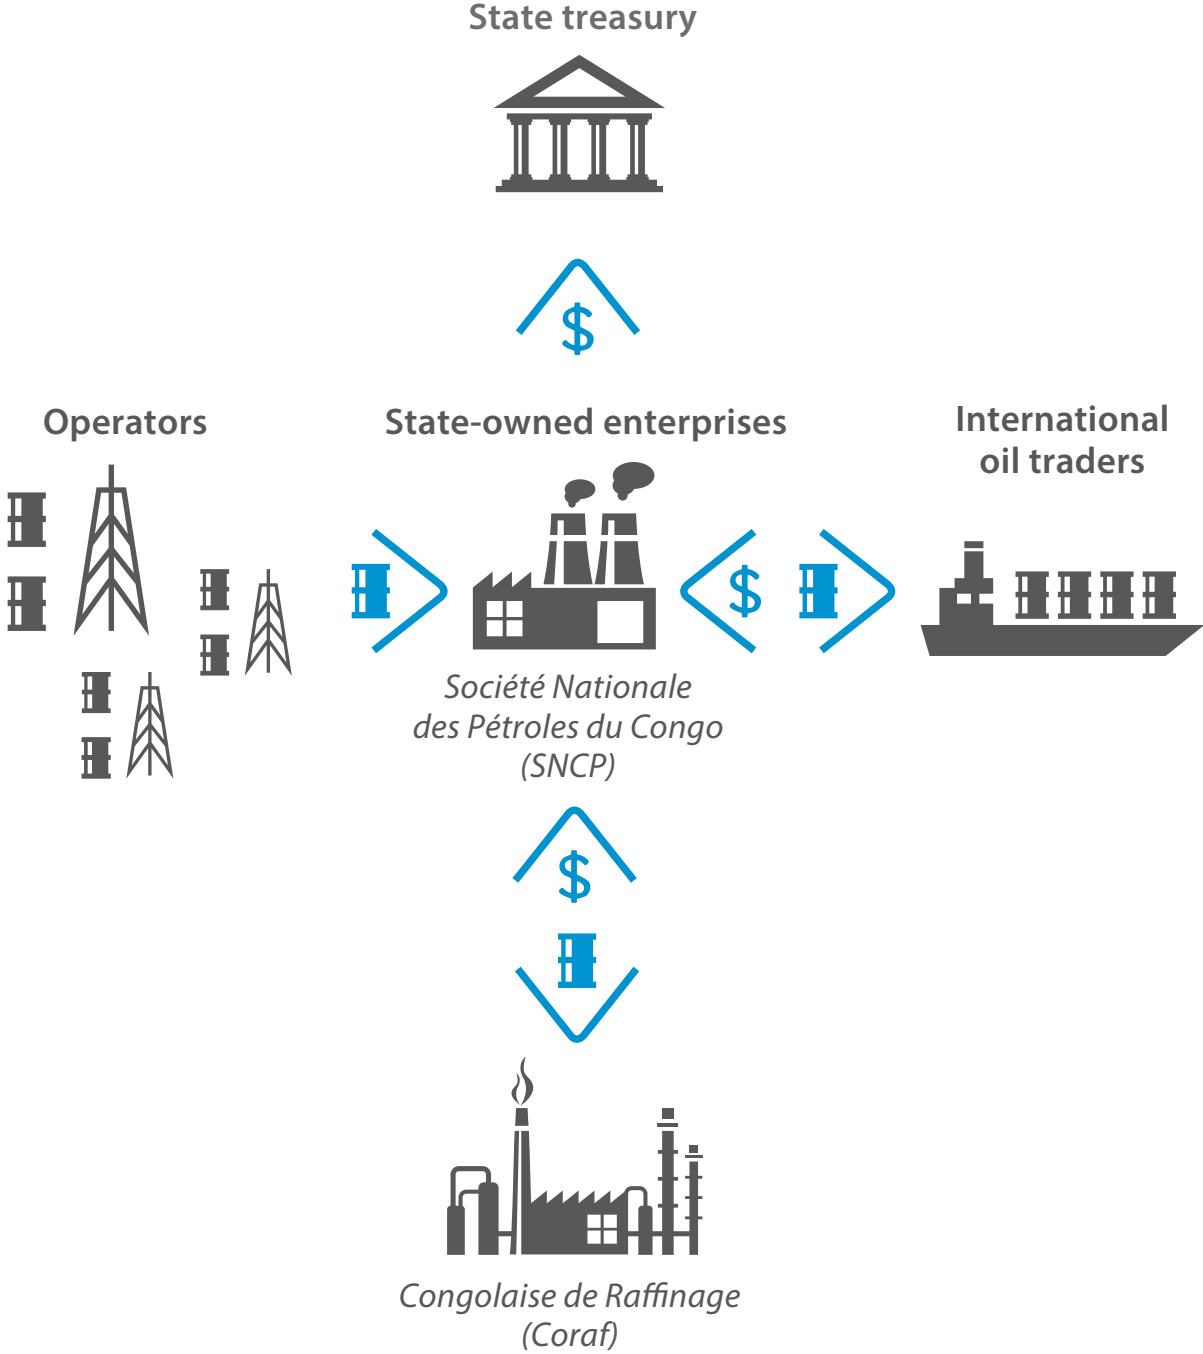 State treasury
$
Operators
State-owned enterprises
International
oil traders
$
Société Nationale
des Pétroles du Congo
(SNCP)
$
Congolaise de Raffinage
(Coraf)